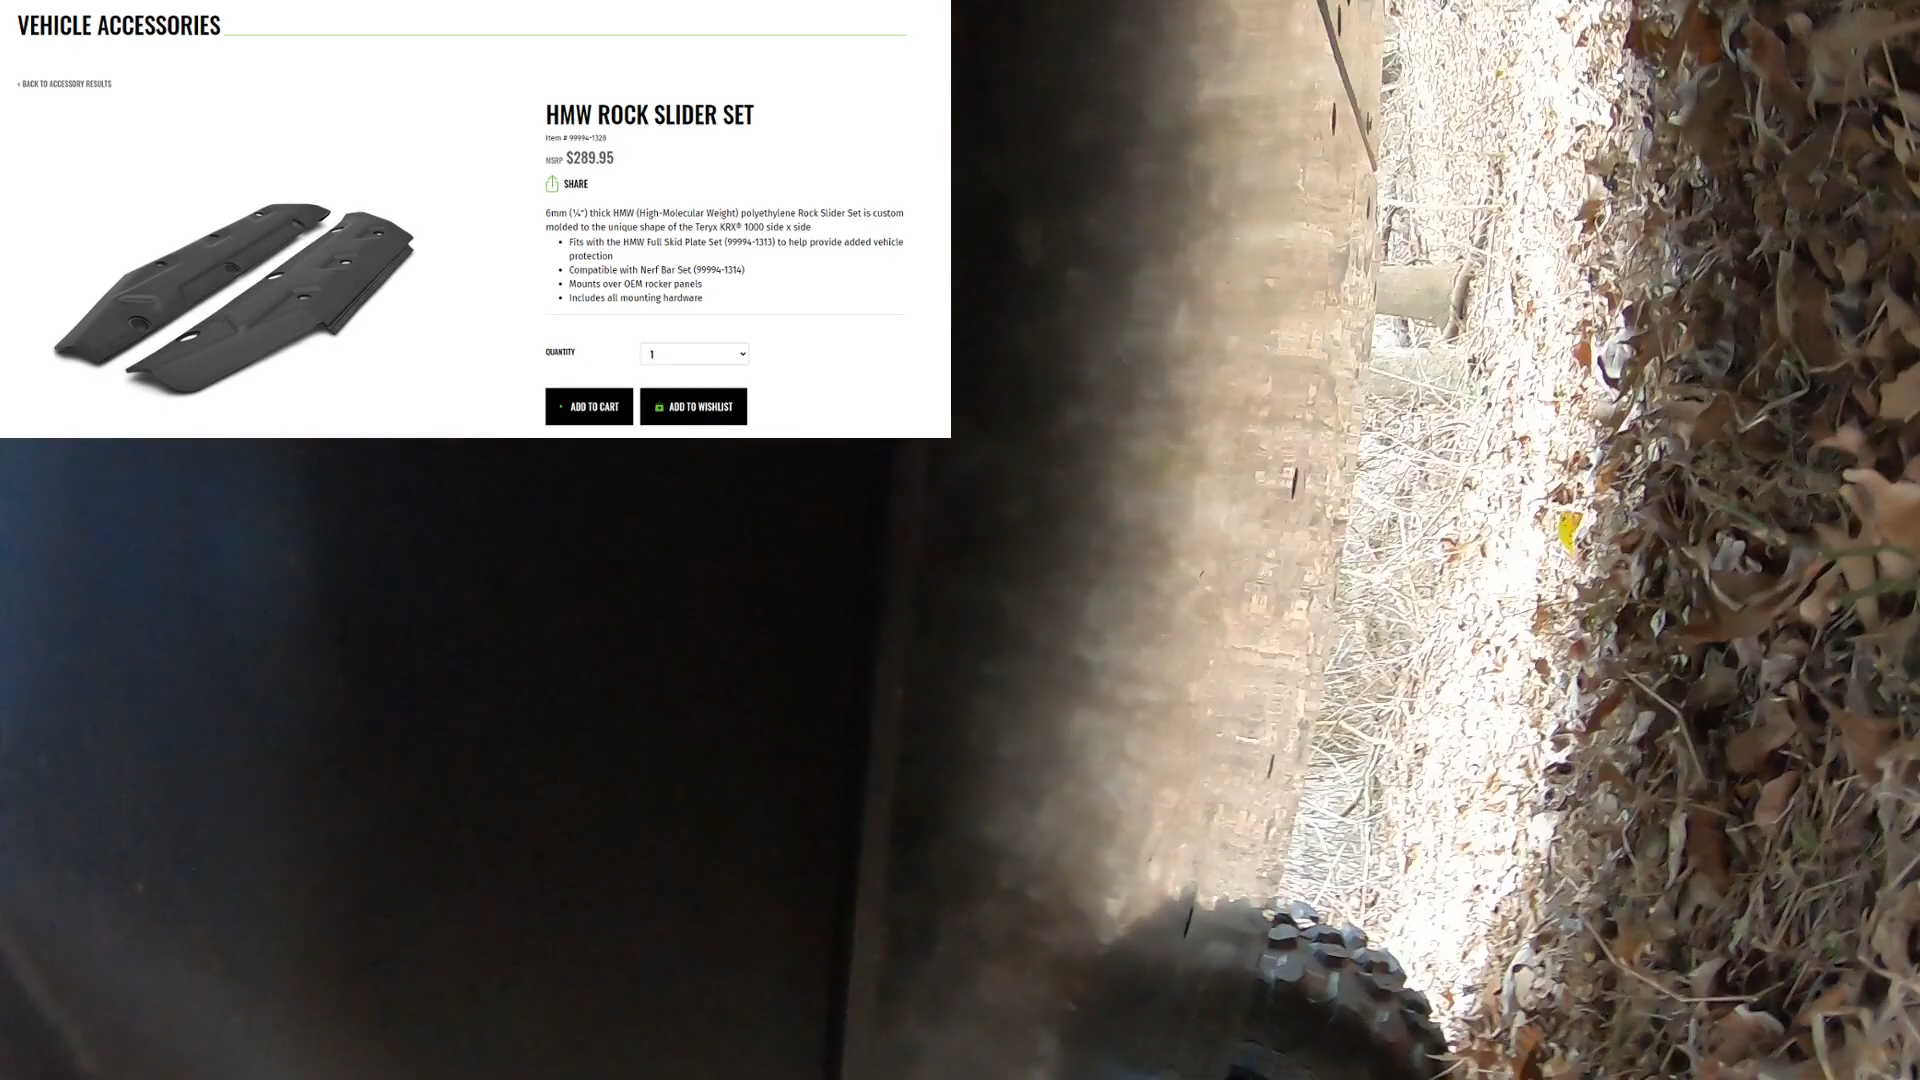 VEHICLE ACCESSORIES
< BACK TO ACCESSORY RESULTS
HMW ROCK SLIDER SET
Item # 99994-1328
MSRP $289.95
SHARE
6mm (¼") thick HMW (High-Molecular Weight) polyethylene Rock Slider Set is custom
molded to the unique shape of the Teryx KRX® 1000 side x side
• Fits with the HMW Full Skid Plate Set (99994-1313) to help provide added vehicle
protection
• Compatible with Nerf Bar Set (99994-1314)
• Mounts over OEM rocker panels
• Includes all mounting hardware
QUANTITY
1
ADD TO CART
ADD TO WISHLIST